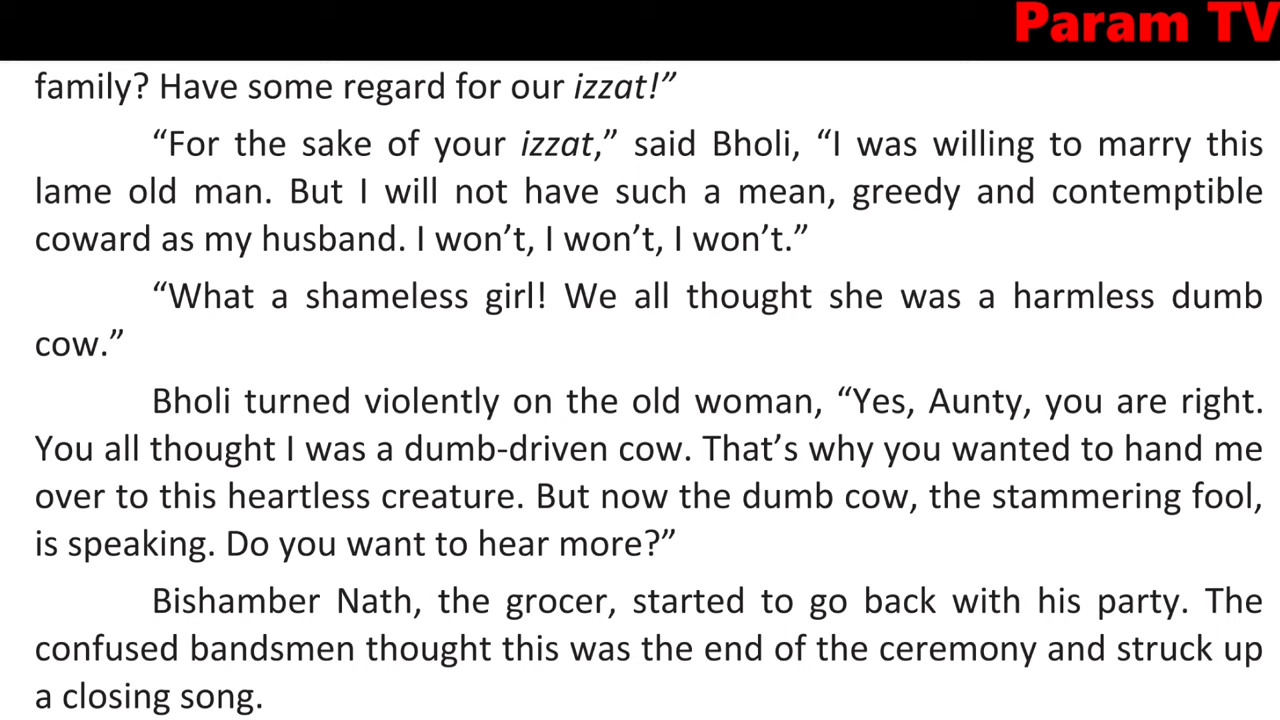 Param TV
family? Have some regard for our izzat!”
“For the sake of your izzat,” said Bholi, “I was willing to marry this
lame old man. But I will not have such a mean, greedy and contemptible
coward as my husband. I won’t, I won’t, I won’t.”
“What a shameless girl! We all thought she was a harmless dumb
cow.”
Bholi turned violently on the old woman, “Yes, Aunty, you are right.
You all thought I was a dumb-driven cow. That’s why you wanted to hand me
over to this heartless creature. But now the dumb cow, the stammering fool,
is speaking. Do you want to hear more?”
Bishamber Nath, the grocer, started to go back with his party. The
confused bandsmen thought this was the end of the ceremony and struck up
a closing song.